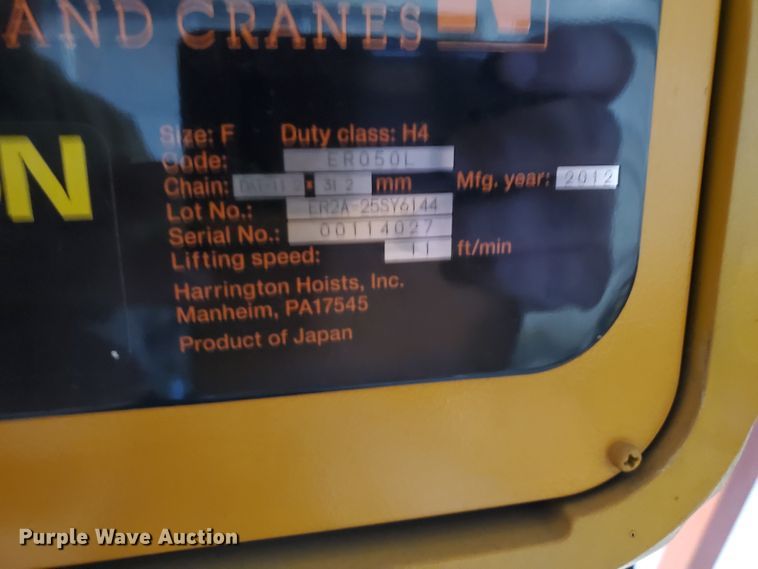 AND CRANES
Size: F Duty class: H4
Code: ER050L
Chain: 11.2 x 31.2 mm Mfg. year: 2012
Lot No.: ER2A-25SY6144
Serial No.: 00114027
Lifting speed: 11 ft/min
Harrington Hoists, Inc.
Manheim, PA17545
Product of Japan
Purple Wave Auction